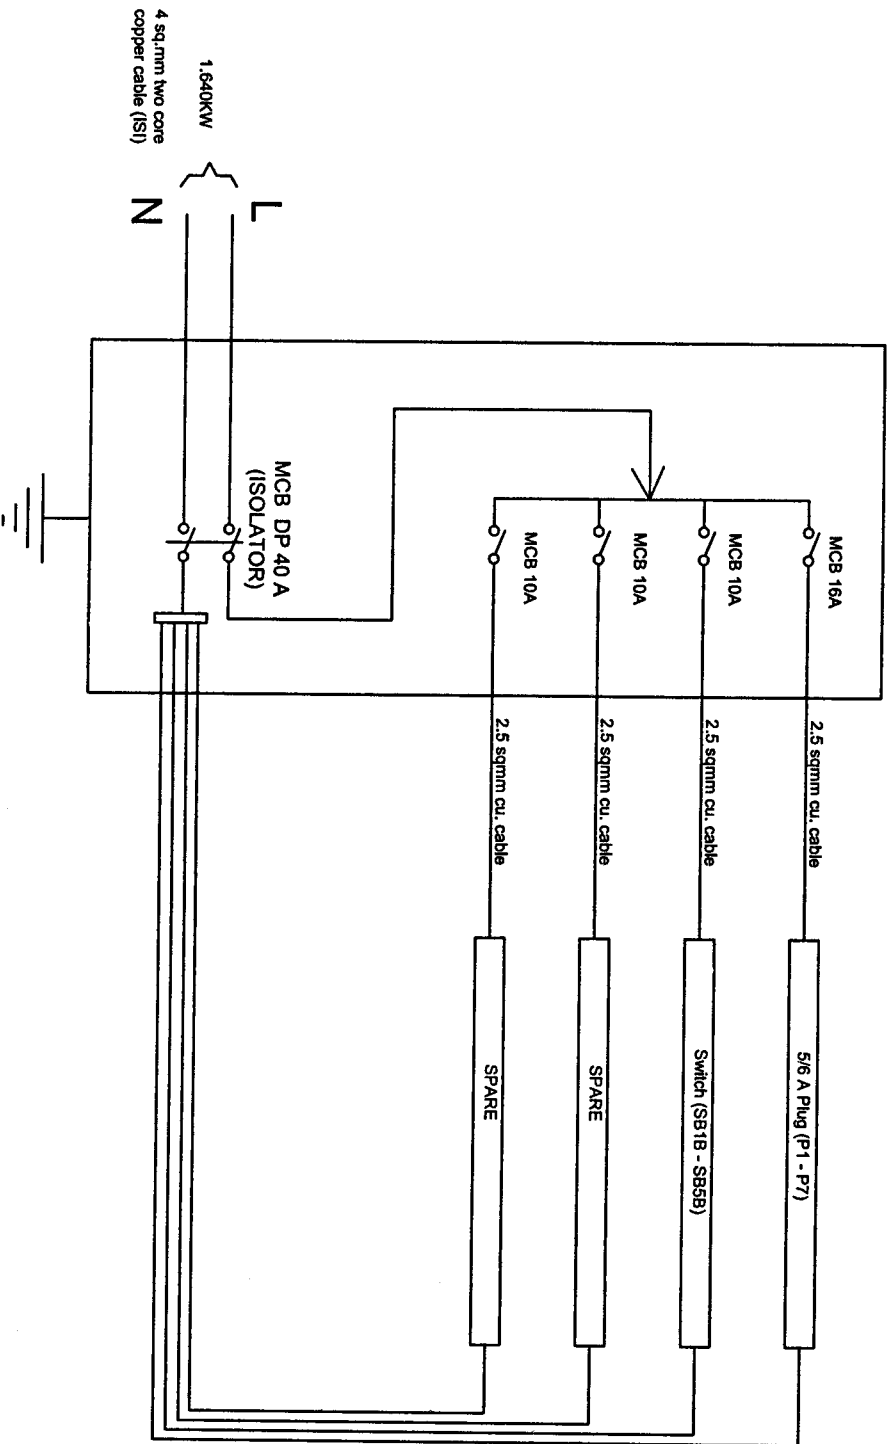 4 sq.mm two core
copper cable (ISI)
1.640KW
N
L
MCB DP 40 A
(ISOLATOR)
MCB 16A
MCB 10A
MCB 10A
MCB 10A
2.5 sqmm cu. cable
2.5 sqmm cu. cable
2.5 sqmm cu. cable
2.5 sqmm cu. cable
5/6 A Plug (P1 - P7)
Switch (SB1B - SB5B)
SPARE
SPARE